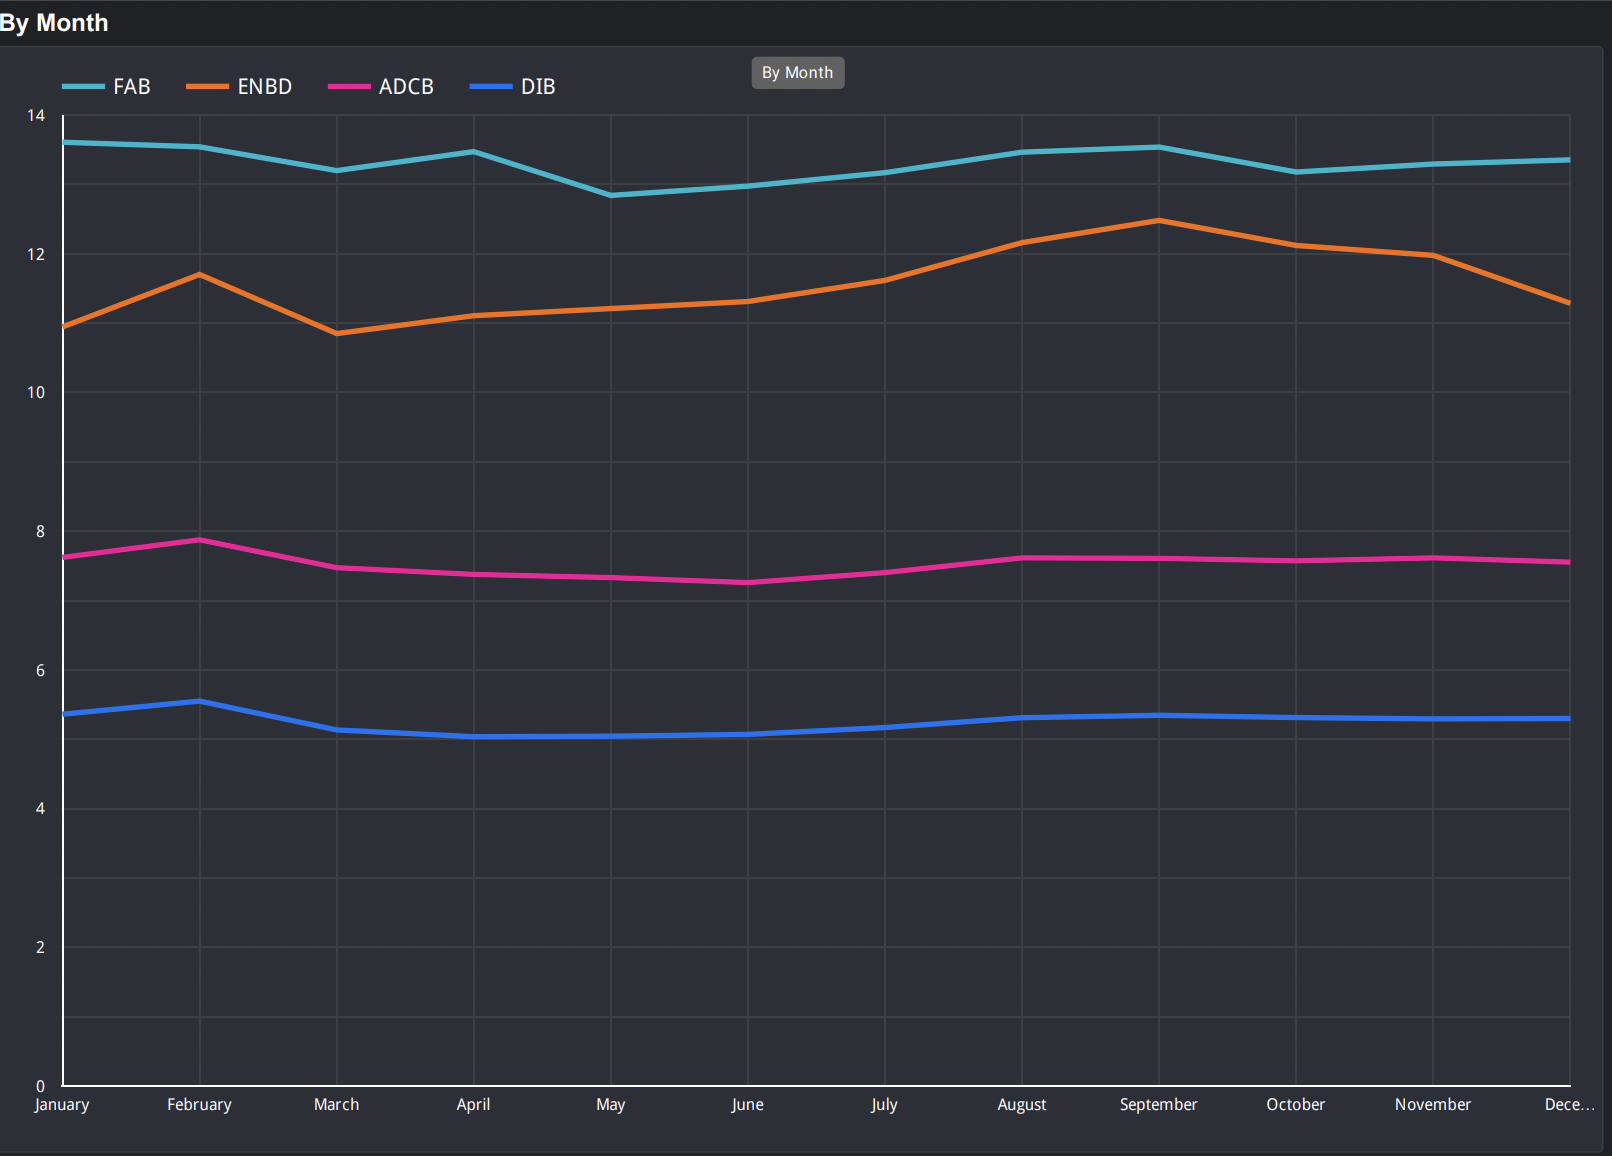 By Month
By Month
FAB ENBD ADCB DIB
14
12
10
8
6
4
2
0
January February March April May June July August September October November Dece...